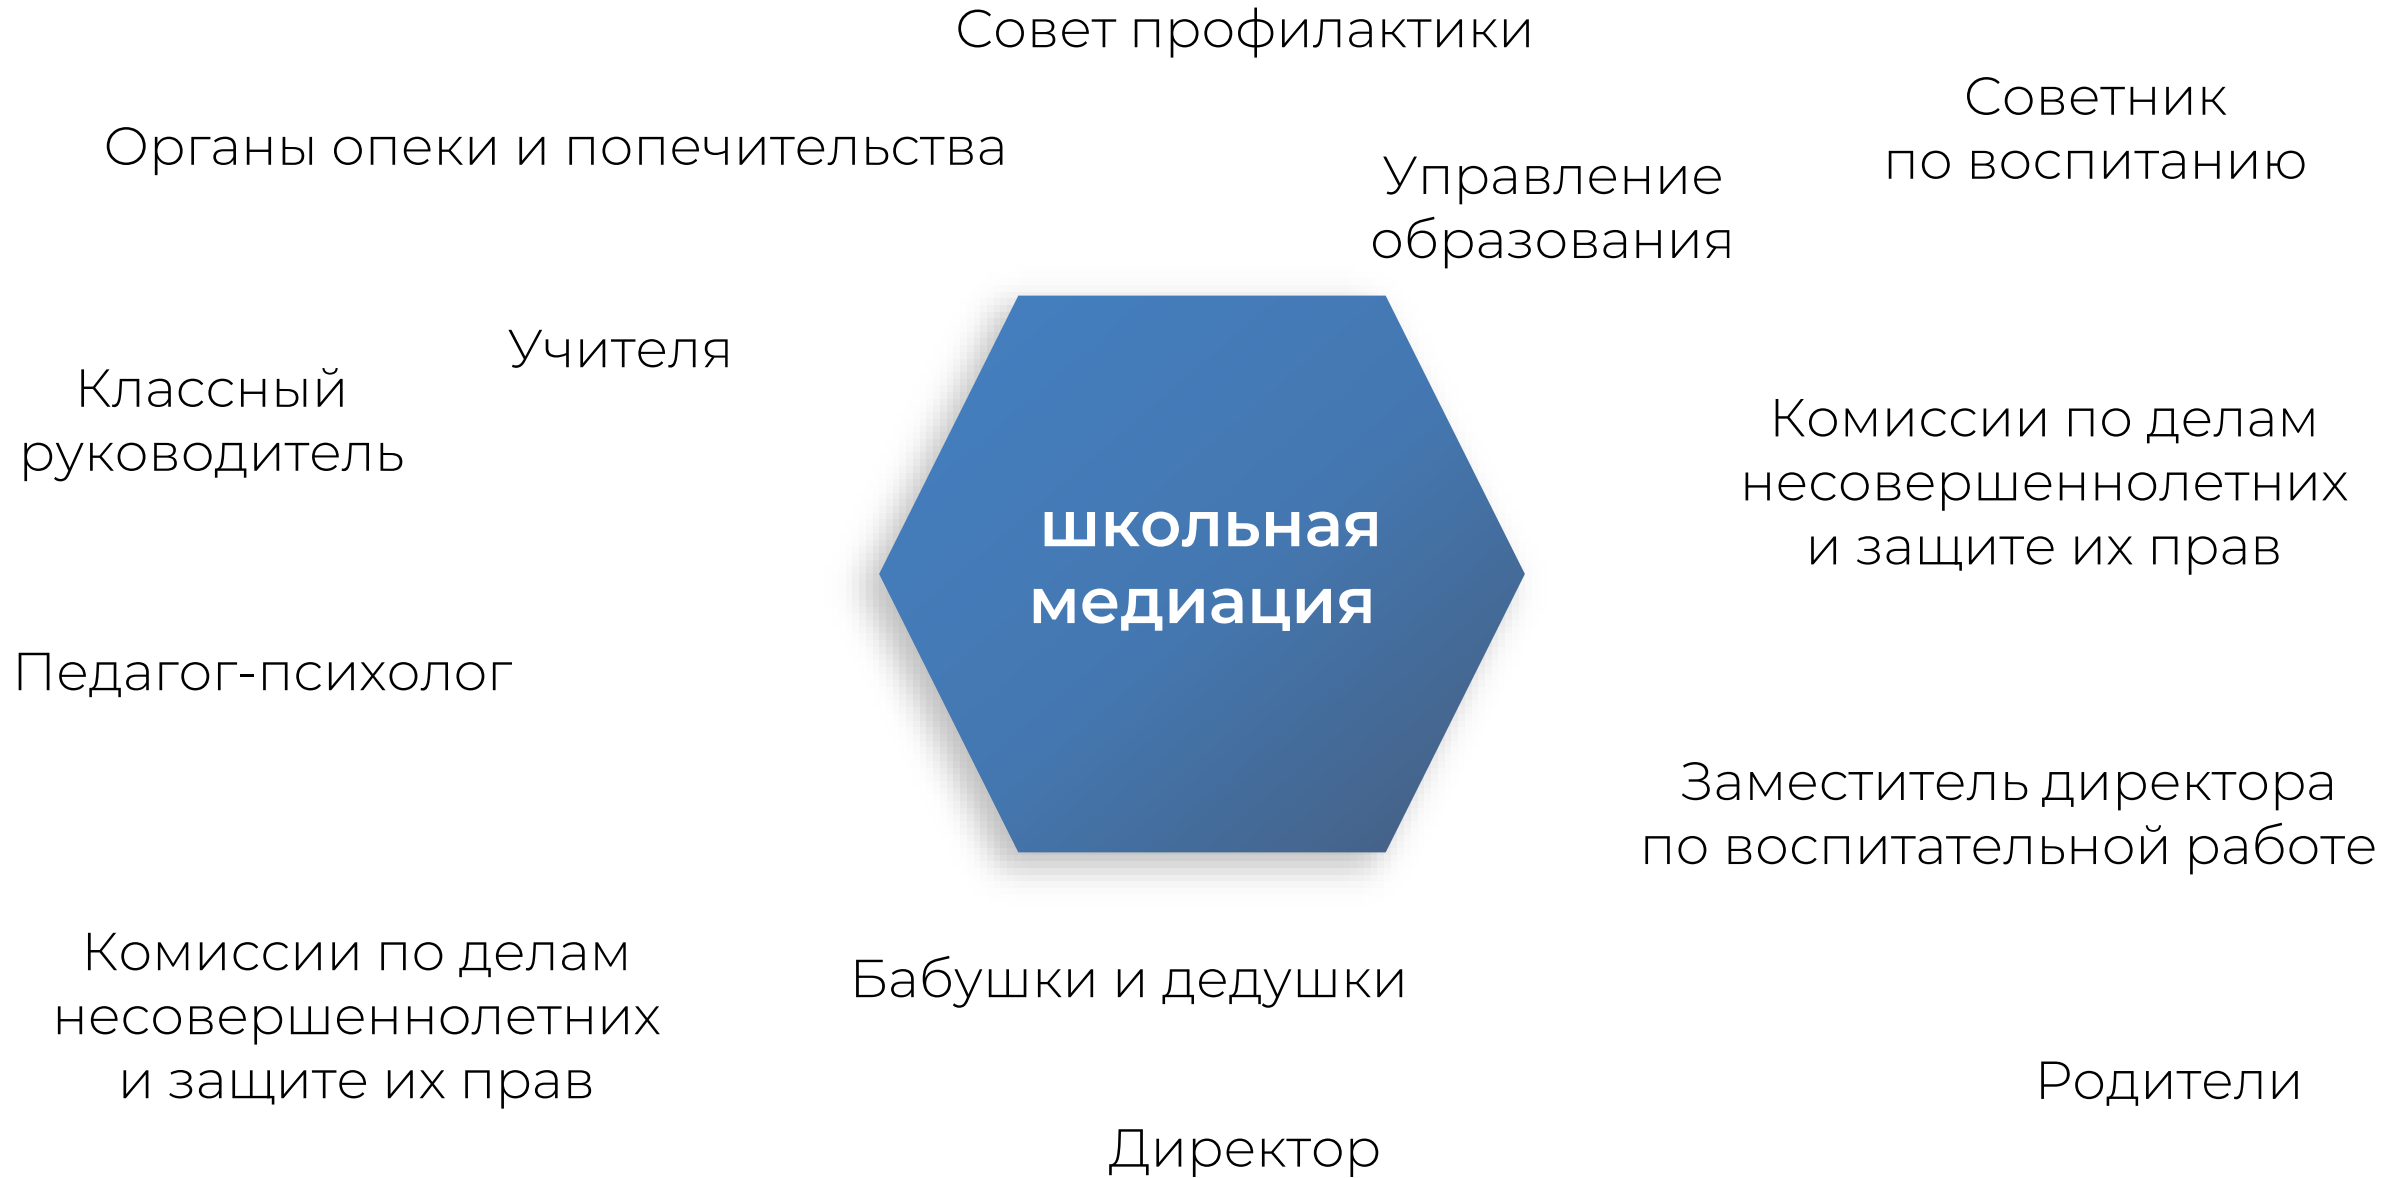 Совет профилактики
Советник
по воспитанию
Органы опеки и попечительства
Управление
образования
Учителя
Классный
руководитель
Комиссии по делам
несовершеннолетних
и защите их прав
школьная
медиация
Педагог-психолог
Заместитель директора
по воспитательной работе
Комиссии по делам
несовершеннолетних
и защите их прав
Бабушки и дедушки
Родители
Директор